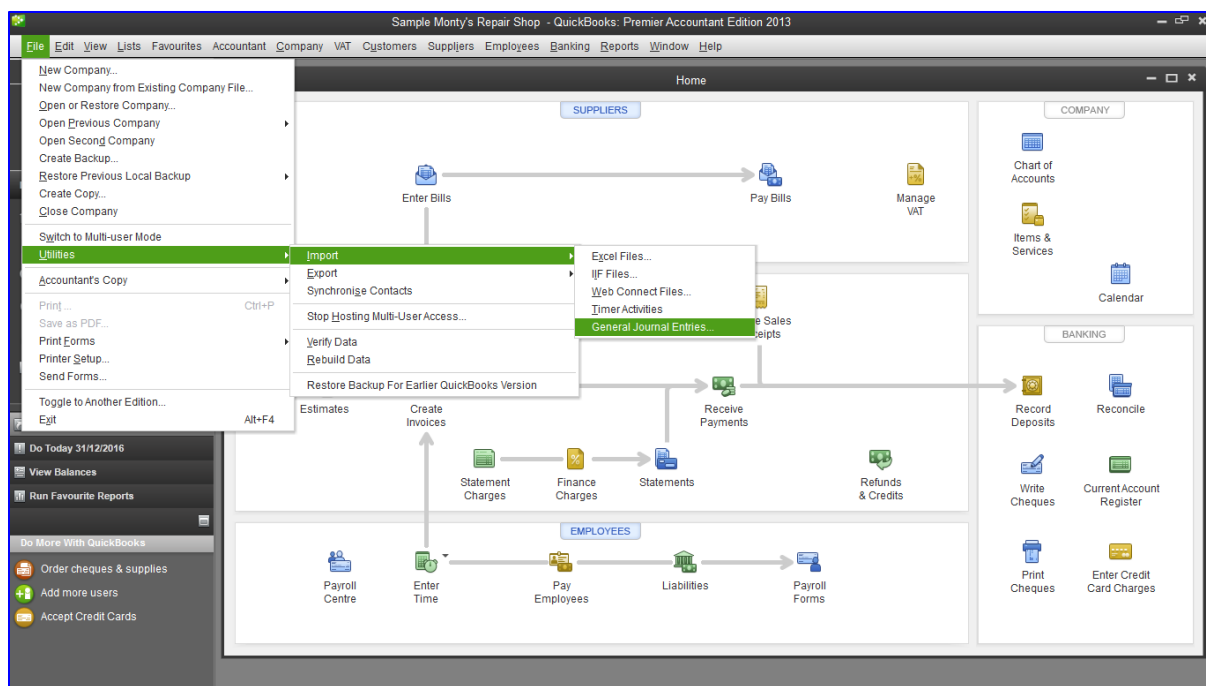 Sample Monty's Repair Shop - QuickBooks: Premier Accountant Edition 2013
File Edit View Lists Favourites Accountant Company VAT Customers Suppliers Employees Banking Reports Window Help
New Company...
New Company from Existing Company File...
Open or Restore Company...
Open Previous Company
Open Second Company
Create Backup...
Restore Previous Local Backup
Create Copy...
Close Company
Switch to Multi-user Mode
Utilities
Accountant's Copy
Print ... Ctrl+P
Save as PDF...
Print Forms
Printer Setup...
Send Forms...
Toggle to Another Edition...
Exit Alt+F4
Import
Export
Synchronise Contacts
Stop Hosting Multi-User Access...
Verify Data
Rebuild Data
Restore Backup For Earlier QuickBooks Version
Excel Files...
IIF Files...
Web Connect Files...
Timer Activities
General Journal Entries...
Do Today 31/12/2016
View Balances
Run Favourite Reports
Do More With QuickBooks
Order cheques & supplies
Add more users
Accept Credit Cards
Home
SUPPLIERS
Enter Bills
Pay Bills
Manage
VAT
Sales
Estimates
Create
Invoices
Receive
Payments
Statement
Charges
Finance
Charges
Statements
Refunds
& Credits
EMPLOYEES
Payroll
Centre
Enter
Time
Pay
Employees
Liabilities
Payroll
Forms
COMPANY
Chart of
Accounts
Items &
Services
Calendar
BANKING
Record
Deposits
Reconcile
Write
Cheques
Current Account
Register
Print
Cheques
Enter Credit
Card Charges